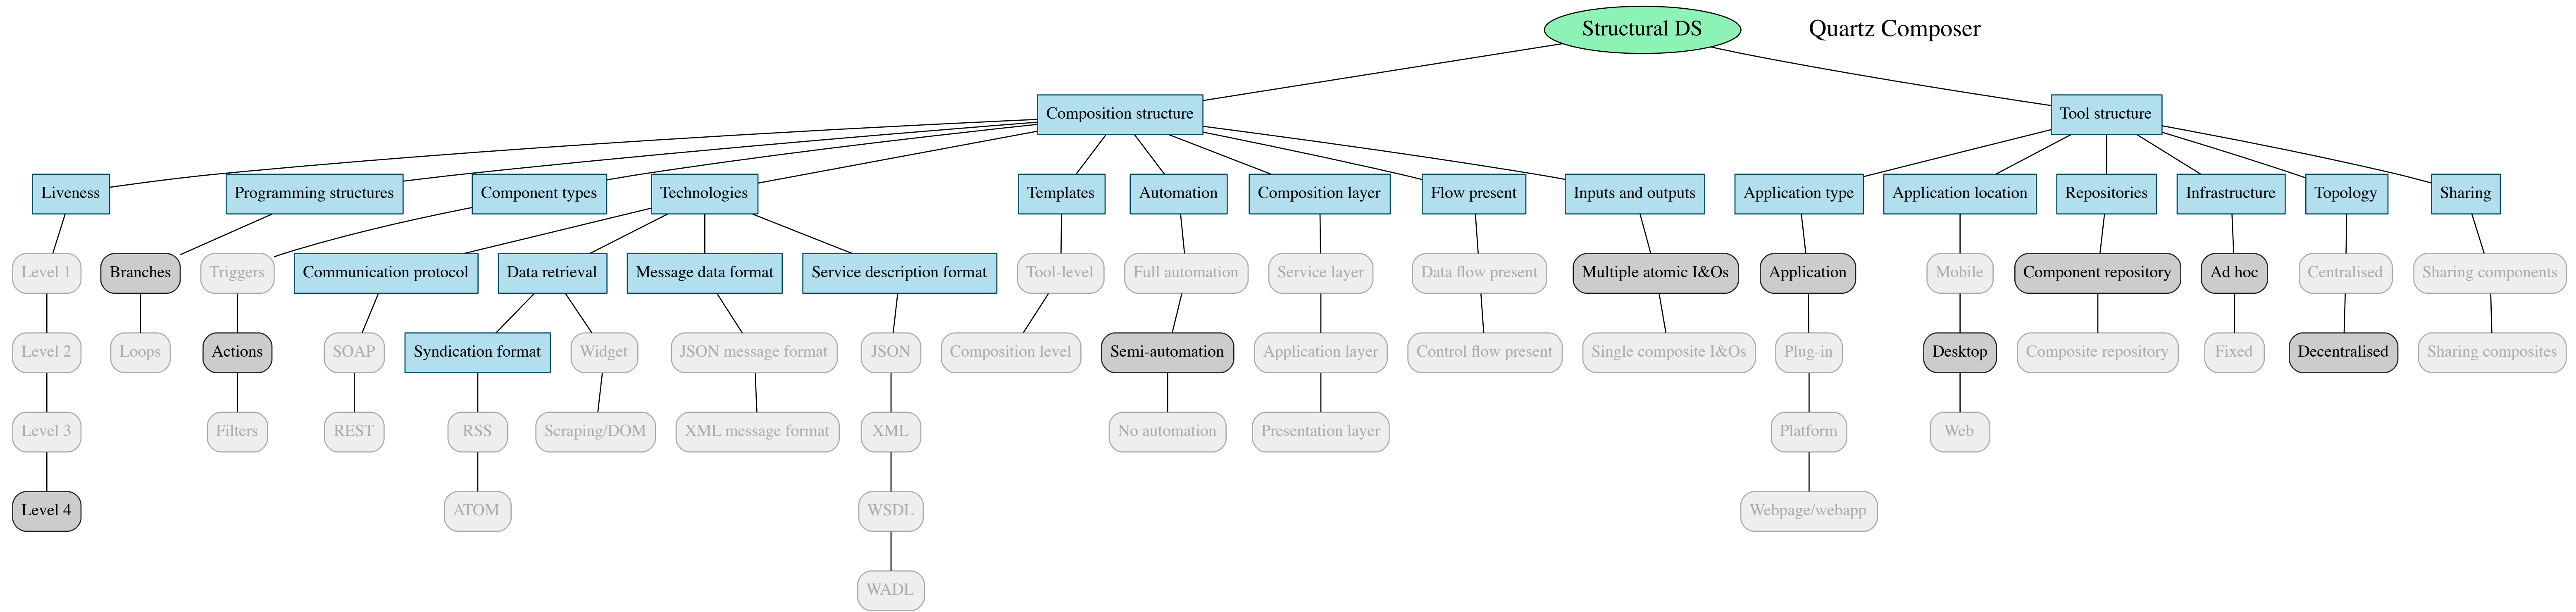 Structural DS
Quartz Composer
Composition structure
Tool structure
Liveness
Programming structures
Component types
Technologies
Templates
Automation
Composition layer
Flow present
Inputs and outputs
Application type
Application location
Repositories
Infrastructure
Topology
Sharing
Level 1
Branches
Triggers
Communication protocol
Data retrieval
Message data format
Service description format
Tool-level
Full automation
Service layer
Data flow present
Multiple atomic I&Os
Application
Mobile
Component repository
Ad hoc
Centralised
Sharing components
Level 2
Loops
Actions
SOAP
Syndication format
Widget
JSON message format
JSON
Composition level
Semi-automation
Application layer
Control flow present
Single composite I&Os
Plug-in
Desktop
Composite repository
Fixed
Decentralised
Sharing composites
Level 3
Filters
REST
RSS
Scraping/DOM
XML message format
XML
No automation
Presentation layer
Platform
Web
Level 4
ATOM
WSDL
Webpage/webapp
WADL